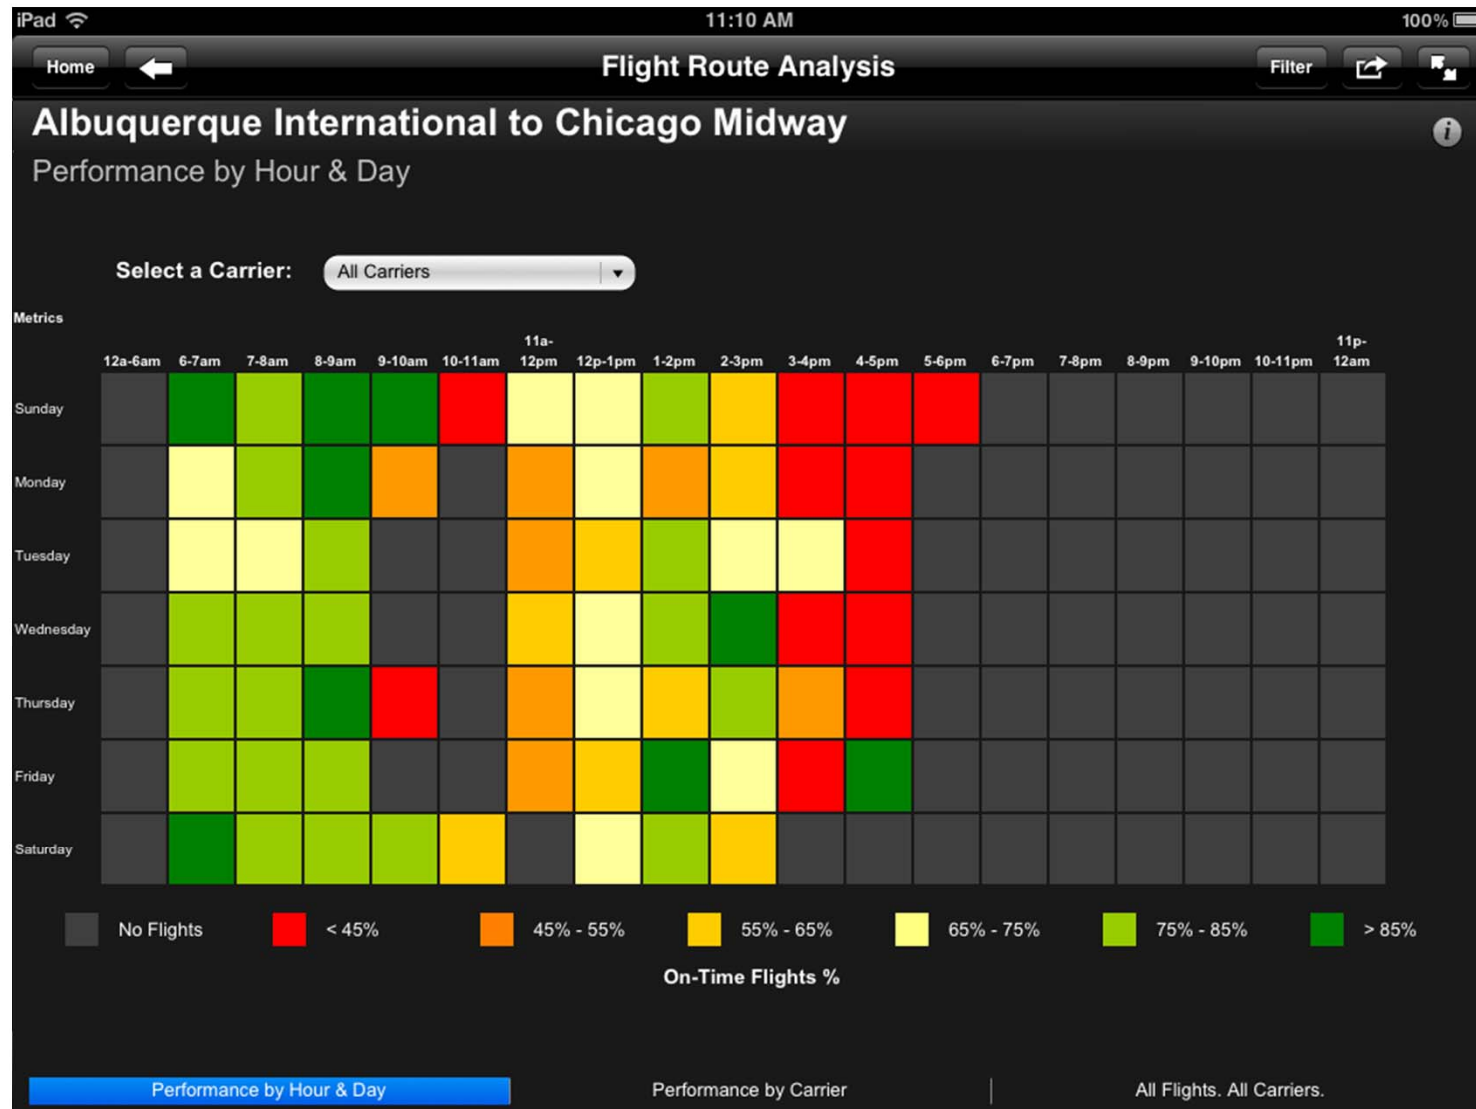 iPad 11:10 AM 100%
Home Flight Route Analysis Filter
Albuquerque International to Chicago Midway
Performance by Hour & Day
Select a Carrier: All Carriers
Metrics
12a-6am 6-7am 7-8am 8-9am 9-10am 10-11am 11a-12pm 12p-1pm 1-2pm 2-3pm 3-4pm 4-5pm 5-6pm 6-7pm 7-8pm 8-9pm 9-10pm 10-11pm 11p-12am
Sunday
Monday
Tuesday
Wednesday
Thursday
Friday
Saturday
No Flights < 45% 45% - 55% 55% - 65% 65% - 75% 75% - 85% > 85%
On-Time Flights %
Performance by Hour & Day Performance by Carrier All Flights. All Carriers.